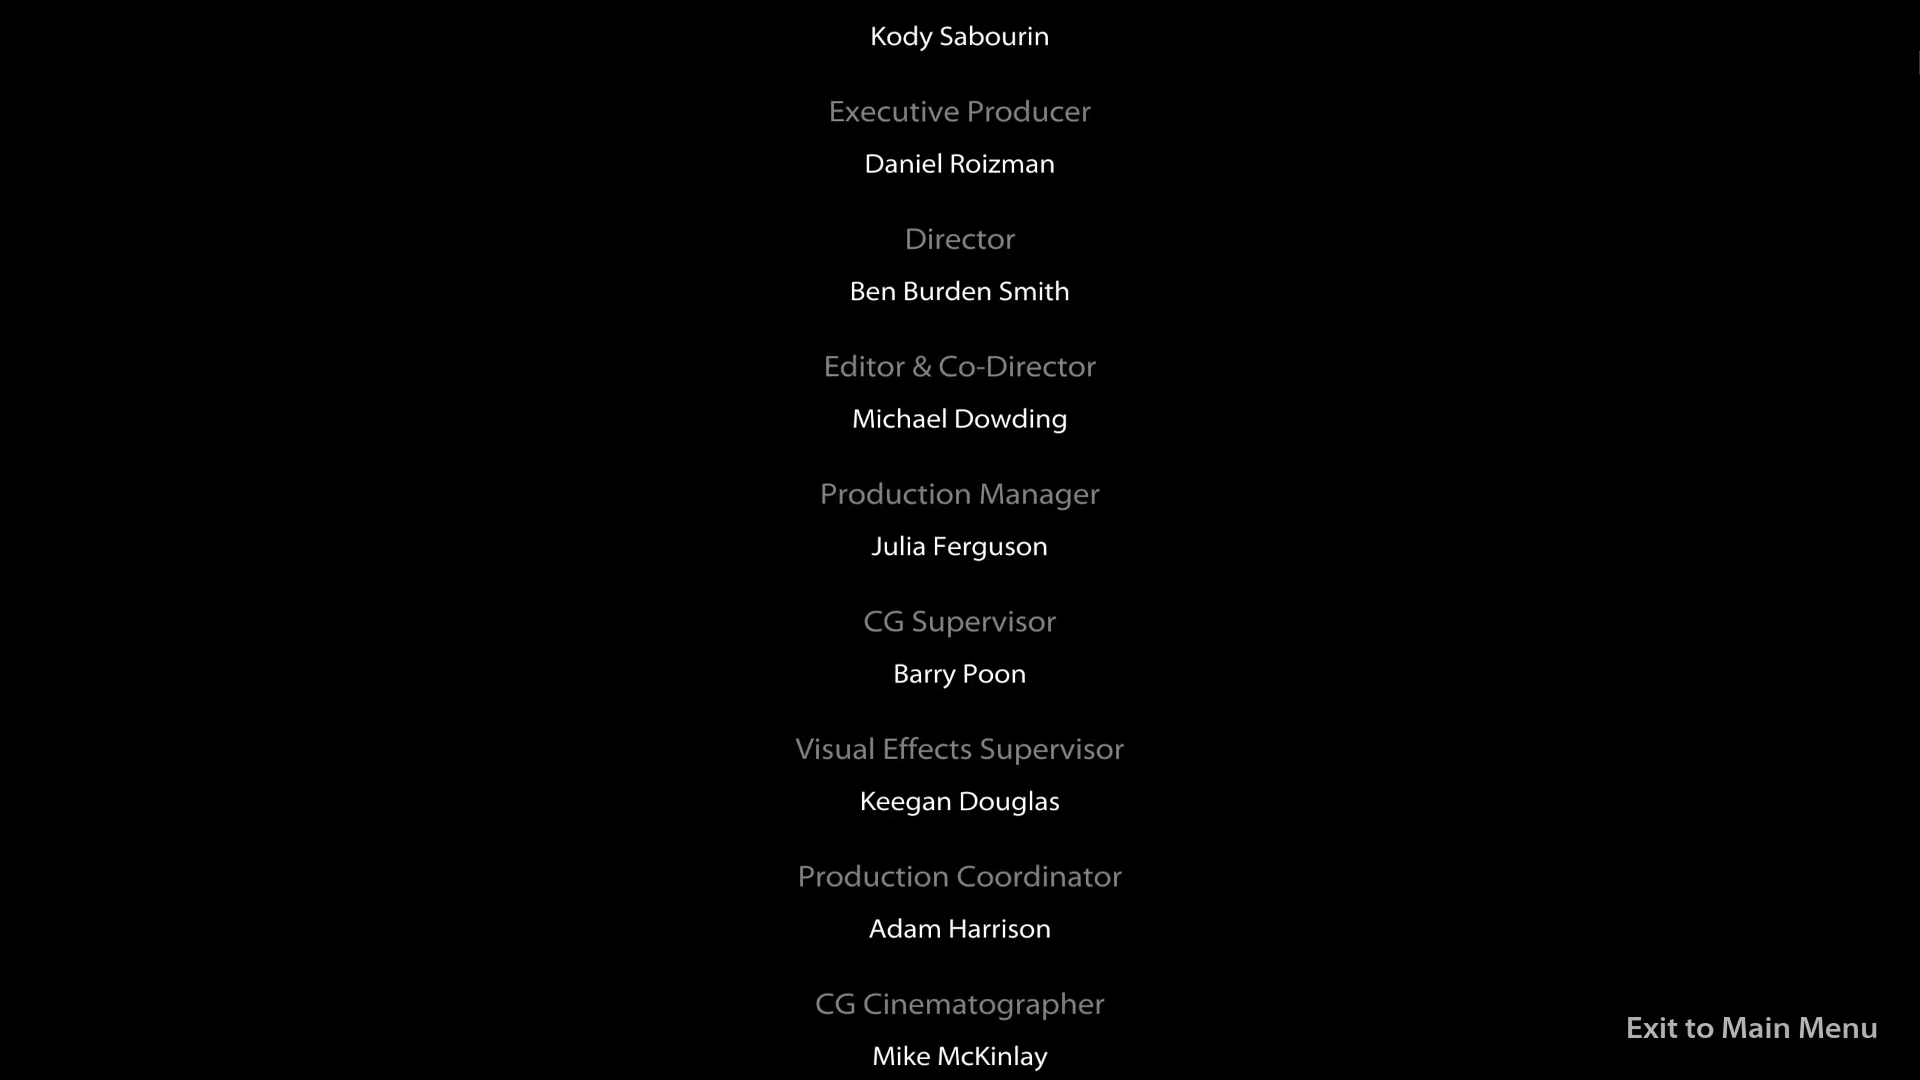 Kody Sabourin
Executive Producer
Daniel Roizman
Director
Ben Burden Smith
Editor & Co-Director
Michael Dowding
Production Manager
Julia Ferguson
CG Supervisor
Barry Poon
Visual Effects Supervisor
Keegan Douglas
Production Coordinator
Adam Harrison
CG Cinematographer
Exit to Main Menu
Mike McKinlay